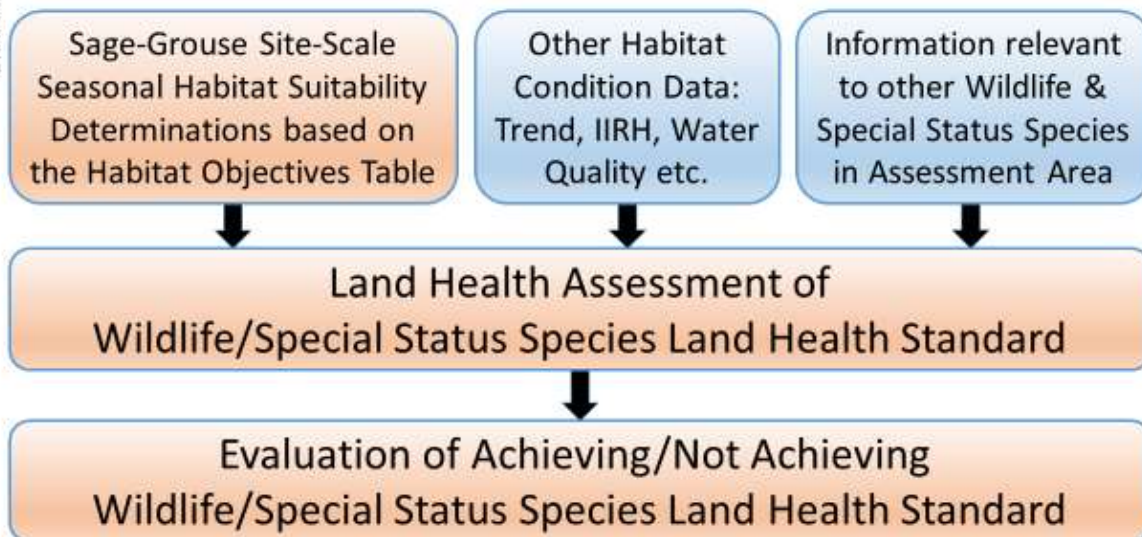 Sage-Grouse Site-Scale
Seasonal Habitat Suitability
Determinations based on
the Habitat Objectives Table
Other Habitat
Condition Data:
Trend, IIRH, Water
Quality etc.
Information relevant
to other Wildlife &
Special Status Species
in Assessment Area
Land Health Assessment of
Wildlife/Special Status Species Land Health Standard
Evaluation of Achieving/Not Achieving
Wildlife/Special Status Species Land Health Standard